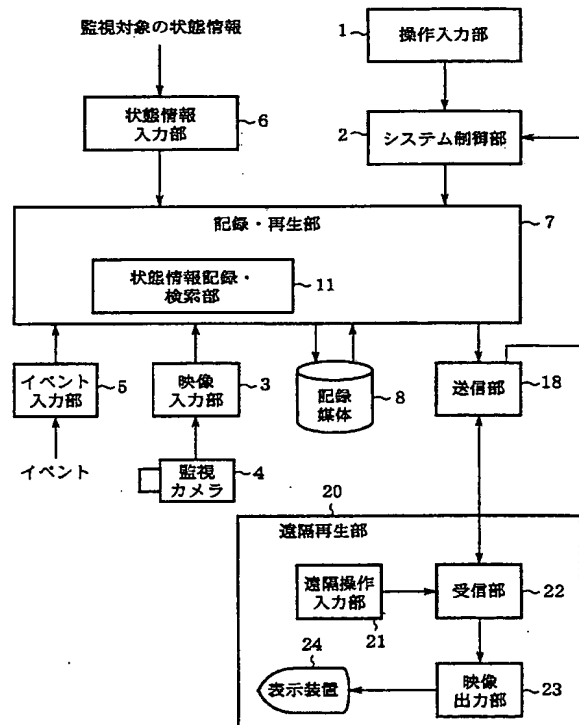 監視対象の状態情報
1
操作入力部
状態情報
入力部
6
2
システム制御部
記録・再生部
7
状態情報記録・
検索部
11
イベント
入力部
5
映像
入力部
3
記録
媒体
8
送信部
18
イベント
監視
カメラ
4
20
遠隔再生部
遠隔操作
入力部
21
受信部
22
24
表示装置
映像
出力部
23